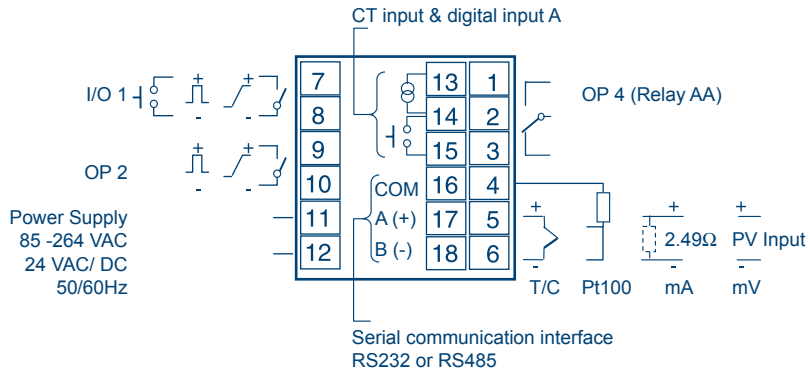 CT input & digital input A
I/O 1
+ + 
- -
7
8
9
10
11
12
13
14
15
16
17
18
1
2
3
4
5
6
OP 4 (Relay AA)
OP 2
+ +
- -
COM
A (+)
B (-)
Power Supply
85 -264 VAC
24 VAC/ DC
50/60Hz
+ + +
2.49Ω PV Input
- - -
T/C Pt100 mA mV
Serial communication interface
RS232 or RS485